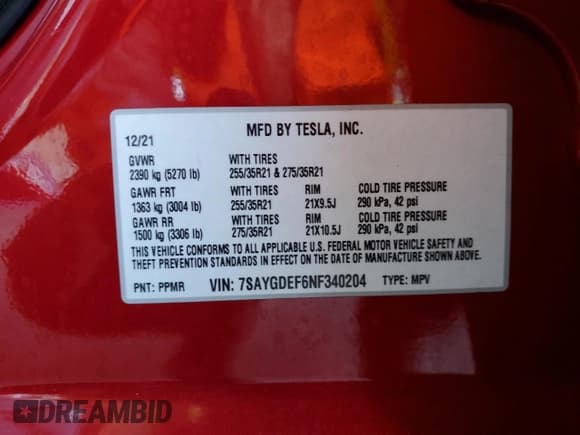 12/21 MFD BY TESLA, INC.
GVWR WITH TIRES
2390 kg (5270 lb) 255/35R21 & 275/35R21
GAWR FRT WITH TIRES RIM COLD TIRE PRESSURE
1363 kg (3004 lb) 255/35R21 21X9.5J 290 kPa, 42 psi
GAWR RR WITH TIRES RIM COLD TIRE PRESSURE
1500 kg (3306 lb) 275/35R21 21X10.5J 290 kPa, 42 psi
THIS VEHICLE CONFORMS TO ALL APPLICABLE U.S. FEDERAL MOTOR VEHICLE SAFETY AND
THEFT PREVENTION STANDARDS IN EFFECT ON THE DATE OF MANUFACTURE SHOWN ABOVE.
PNT: PPMR VIN: 7SAYGDEF6NF340204 TYPE: MPV
DREAMBID